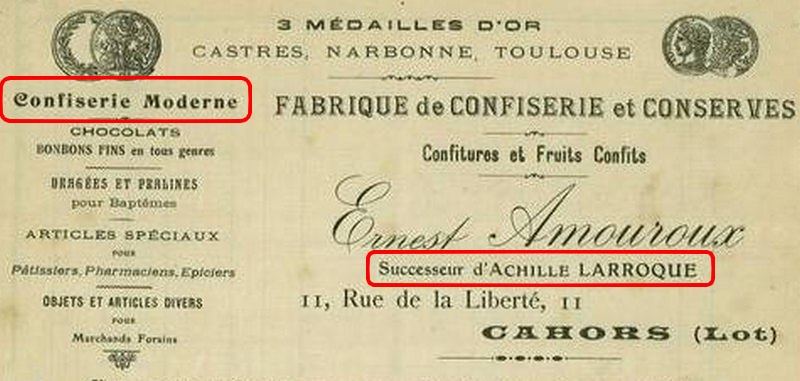 3 MÉDAILLES D'OR
CASTRES, NARBONNE, TOULOUSE
Confiserie Moderne
CHOCOLATS
BONBONS FINS en tous genres
DRAGÉES ET PRALINES
pour Baptêmes
ARTICLES SPÉCIAUX
POUR
Pâtissiers, Pharmaciens, Epiciers
OBJETS ET ARTICLES DIVERS
POUR
Marchands Forains
FABRIQUE de CONFISERIE et CONSERVES
Confitures et Fruits Confits
Ernest Amouroux
Successeur d'ACHILLE LARROQUE
11, Rue de la Liberté, 11
CAHORS (Lot)